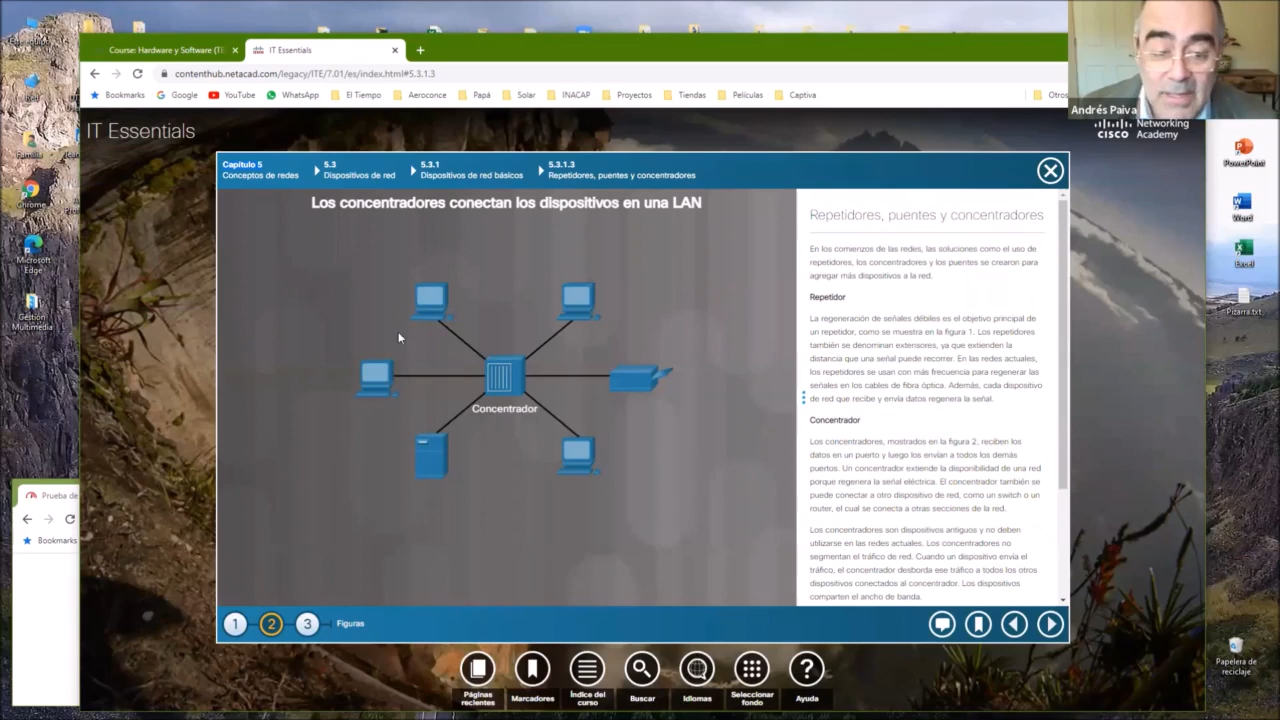 Course: Hardware y Software (TE
IT Essentials
contenthub.netacad.com/legacy/ITE/7.01/es/index.html#5.3.1.3
Bookmarks
Google
YouTube
WhatsApp
El Tiempo
Aeroconce
Papá
Solar
INACAP
Proyectos
Tiendas
Películas
Captiva
Otros
Andrés Paiva
IT Essentials
CISCO
Networking
Academy
Capítulo 5
Conceptos de redes
5.3
Dispositivos de red
5.3.1
Dispositivos de red básicos
5.3.1.3
Repetidores, puentes y concentradores
Los concentradores conectan los dispositivos en una LAN
Concentrador
Repetidores, puentes y concentradores
En los comienzos de las redes, las soluciones como el uso de
repetidores, los concentradores y los puentes se crearon para
agregar más dispositivos a la red.
Repetidor
La regeneración de señales débiles es el objetivo principal de
un repetidor, como se muestra en la figura 1. Los repetidores
también se denominan extensores, ya que extienden la
distancia que una señal puede recorrer. En las redes actuales,
los repetidores se usan con más frecuencia para regenerar las
señales en los cables de fibra óptica. Además, cada dispositivo
de red que recibe y envía datos regenera la señal.
Concentrador
Los concentradores, mostrados en la figura 2, reciben los
datos en un puerto y luego los envían a todos los demás
puertos. Un concentrador extiende la disponibilidad de una red
porque regenera la señal eléctrica. El concentrador también se
puede conectar a otro dispositivo de red, como un switch o un
router, el cual se conecta a otras secciones de la red.
Los concentradores son dispositivos antiguos y no deben
utilizarse en las redes actuales. Los concentradores no
segmentan el tráfico de red. Cuando un dispositivo envía el
tráfico, el concentrador desborda ese tráfico a todos los otros
dispositivos conectados al concentrador. Los dispositivos
comparten el ancho de banda.
1
2
3
Figuras
Páginas
recientes
Marcadores
Índice del
curso
Buscar
Idiomas
Seleccionar
fondo
Ayuda
Red
Familia
Chrome
Microsoft
Edge
Gestión
Multimedia
Prueba de
Bookmarks
PowerPoint
Word
Excel
Pizarra.txt
Papelera de
reciclaje